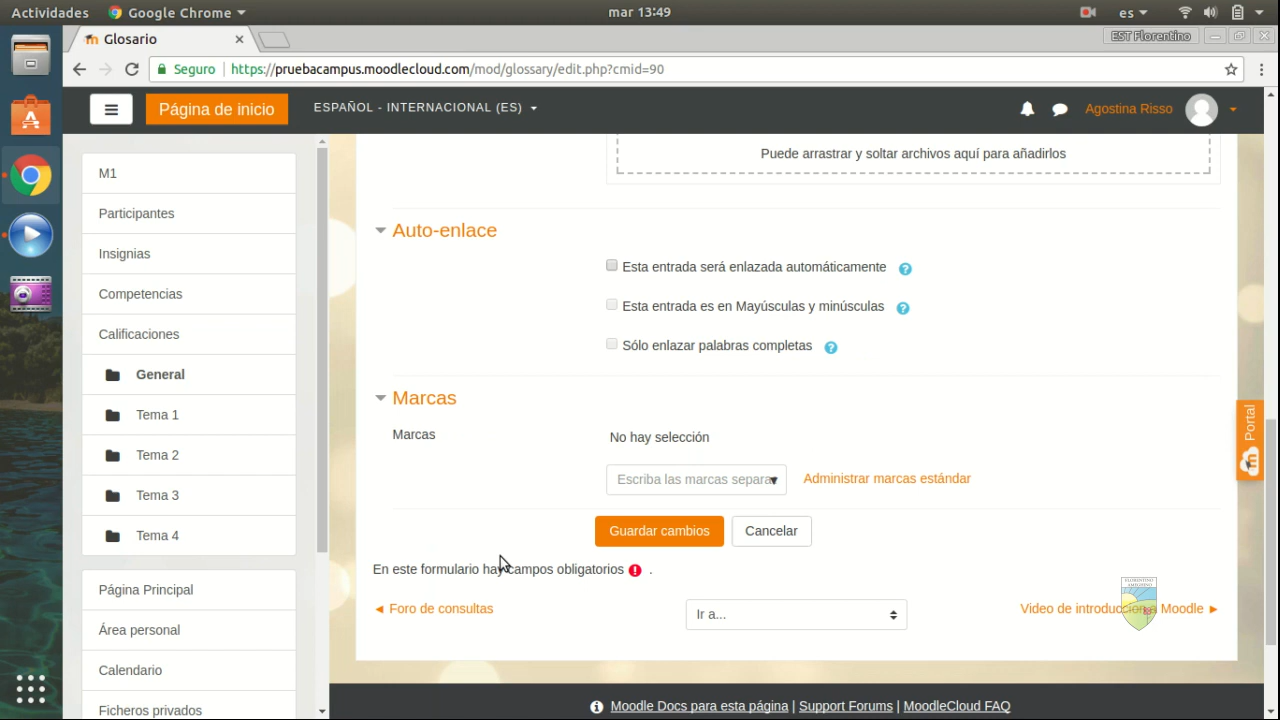 Actividades Google Chrome mar 13:49 es
Glosario EST Florentino
Seguro https://pruebacampus.moodlecloud.com/mod/glossary/edit.php?cmid=90
Página de inicio ESPAÑOL - INTERNACIONAL (ES) Agostina Risso
M1
Participantes
Insignias
Competencias
Calificaciones
General
Tema 1
Tema 2
Tema 3
Tema 4
Página Principal
Área personal
Calendario
Ficheros privados
Puede arrastrar y soltar archivos aquí para añadirlos
Auto-enlace
Esta entrada será enlazada automáticamente
Esta entrada es en Mayúsculas y minúsculas
Sólo enlazar palabras completas
Marcas
Marcas No hay selección
Escriba las marcas separa Administrar marcas estándar
Guardar cambios Cancelar
En este formulario hay campos obligatorios .
◄ Foro de consultas Ir a... Video de introduccion Moodle ►
Portal
FLORENTINO
AMEGHINO
Moodle Docs para esta página | Support Forums | MoodleCloud FAQ